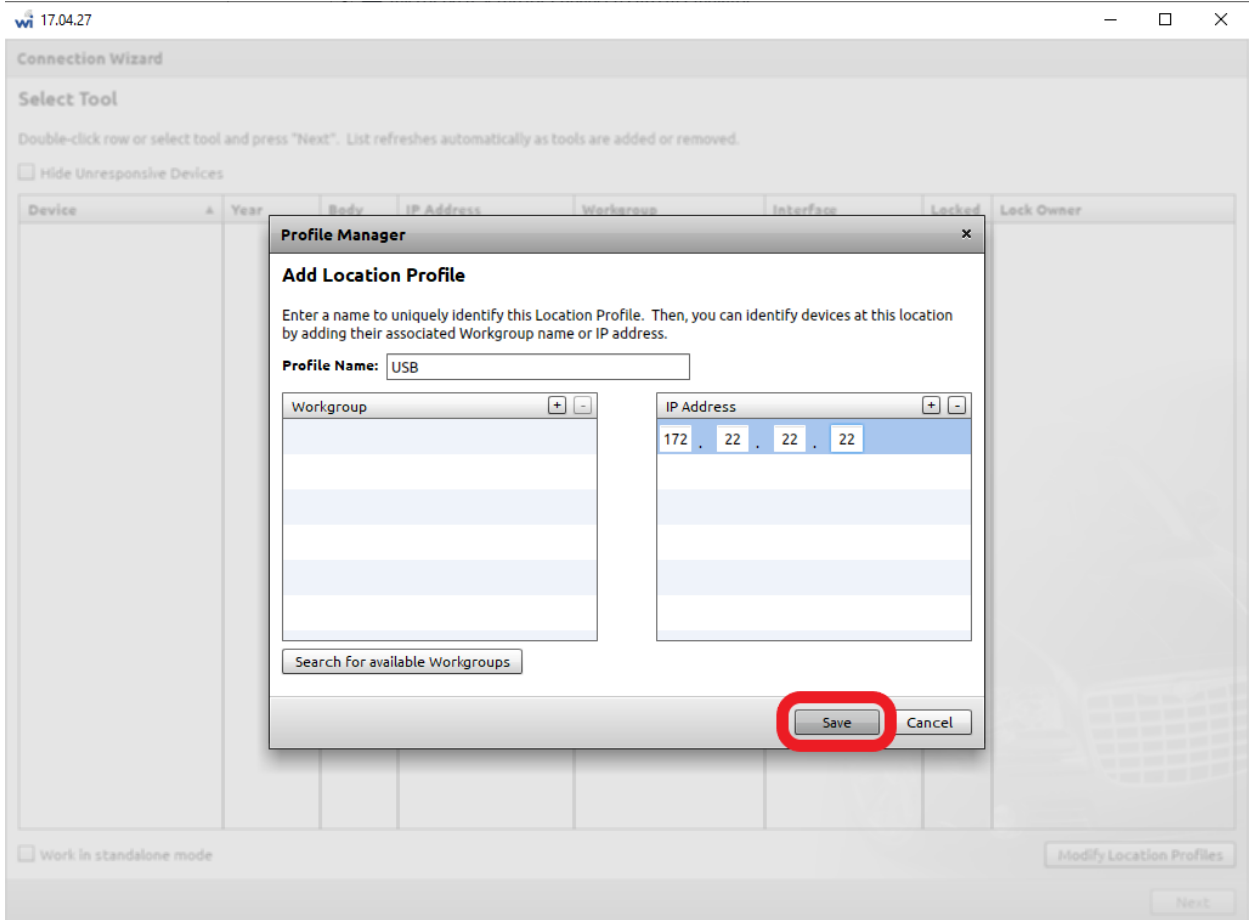 wi 17.04.27
Connection Wizard
Select Tool
Double-click row or select tool and press "Next". List refreshes automatically as tools are added or removed.
Hide Unresponsive Devices
Device Year Body IP Address Workgroup Interface Locked Lock Owner
Profile Manager
Add Location Profile
Enter a name to uniquely identify this Location Profile. Then, you can identify devices at this location
by adding their associated Workgroup name or IP address.
Profile Name: USB
Workgroup + - IP Address + -
172 . 22 . 22 . 22
Search for available Workgroups
Save Cancel
Work in standalone mode Modify Location Profiles
Next